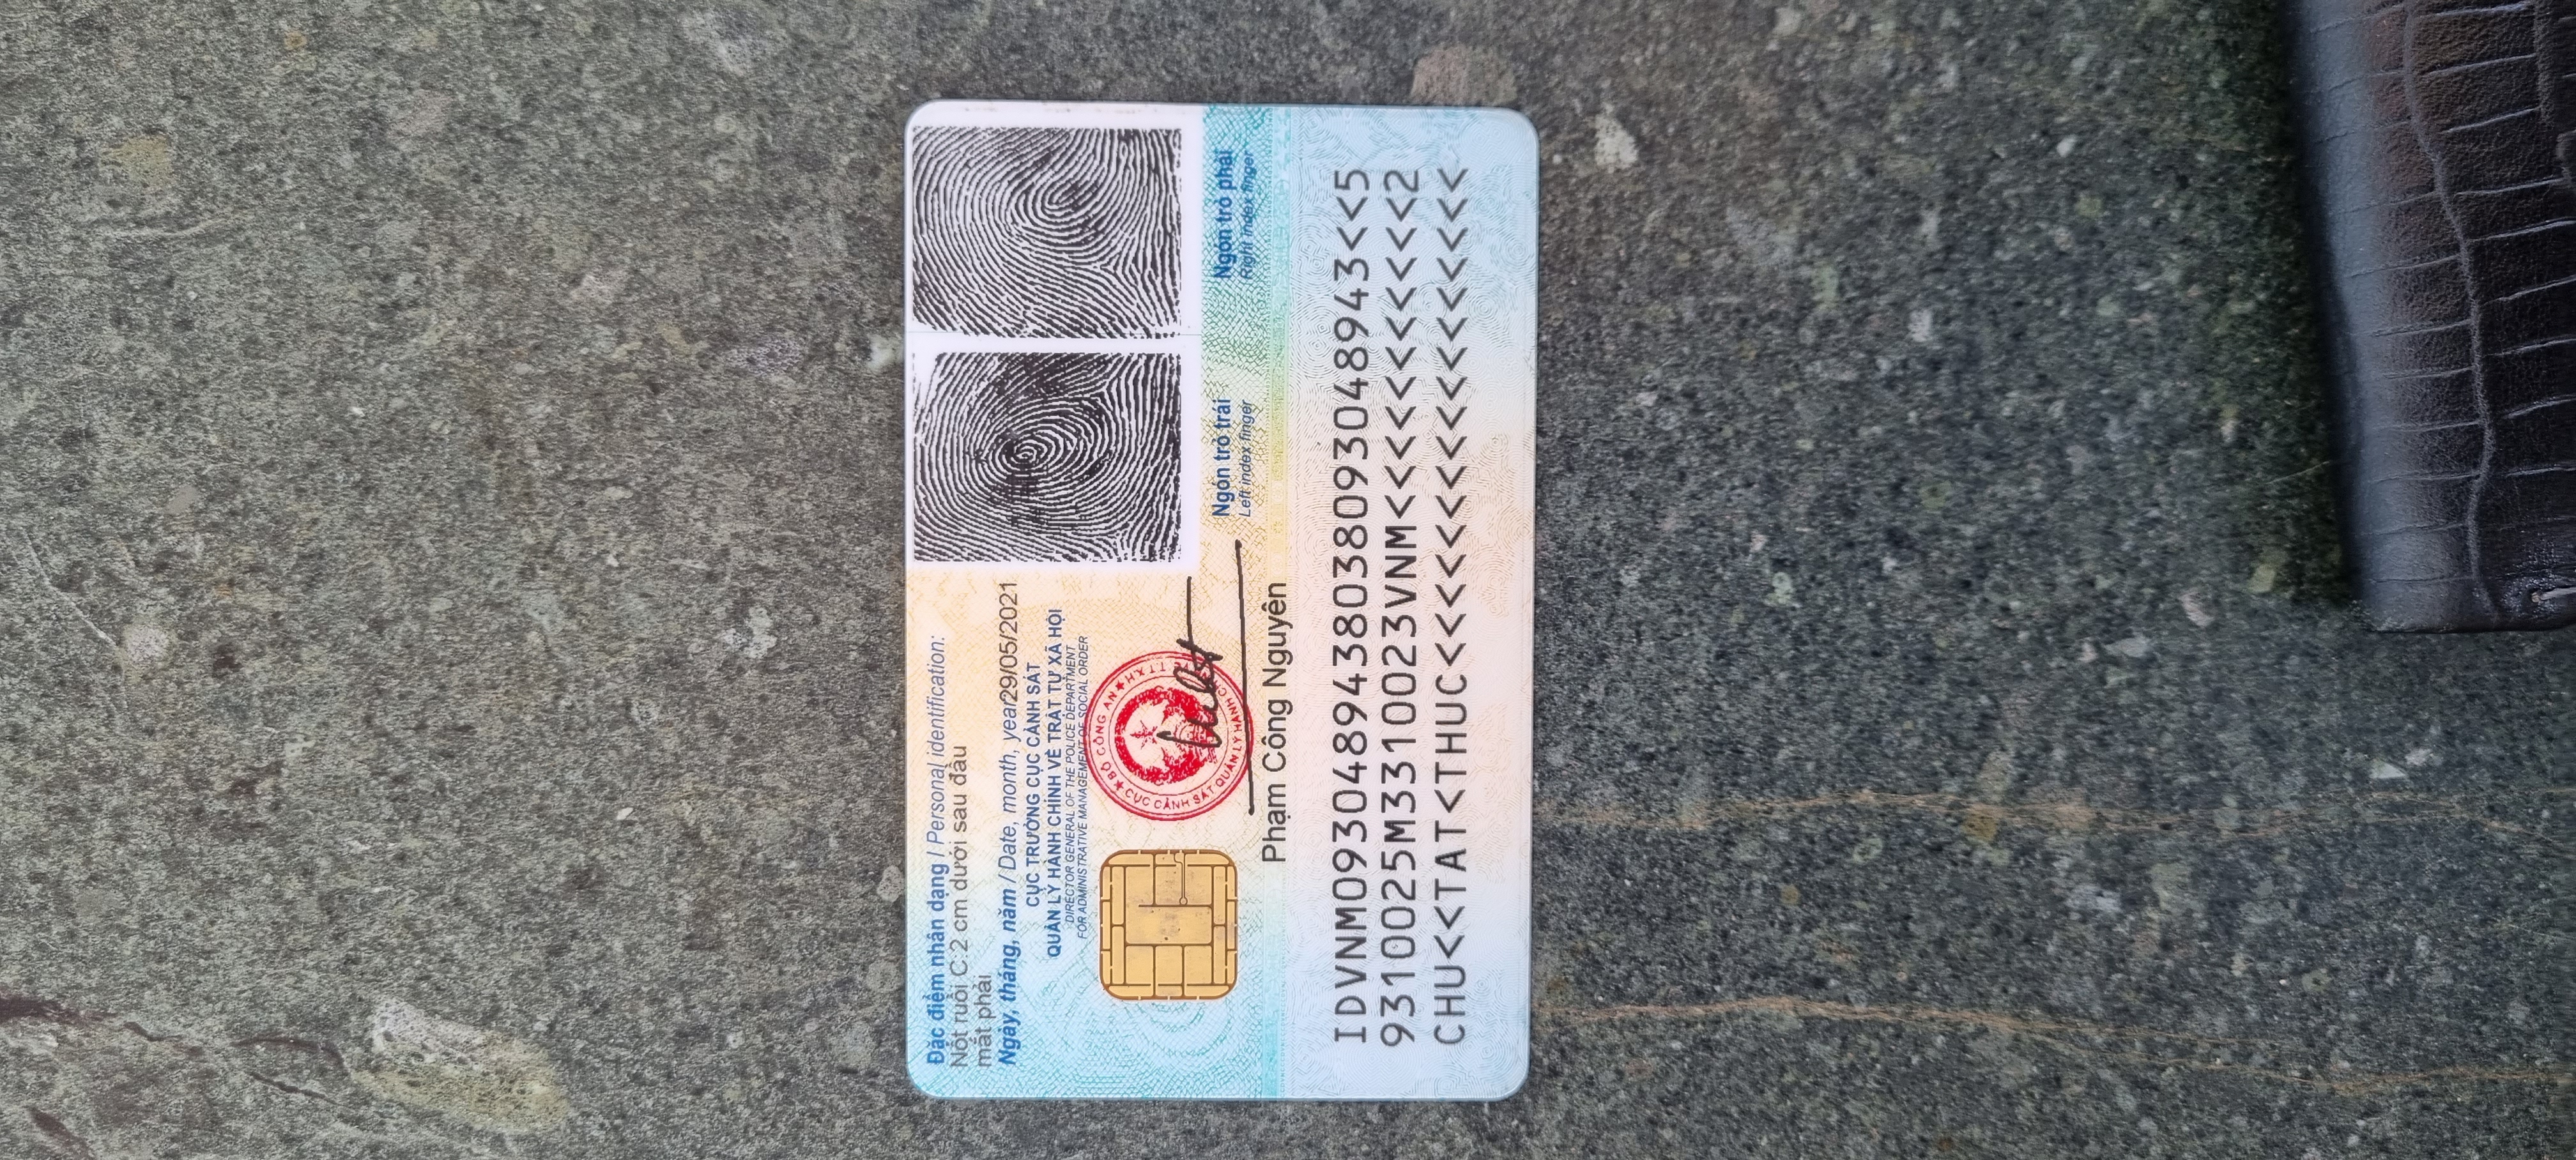 Đặc điểm nhân dạng / Personal identification:
Nốt ruồi C:2 cm dưới sau đầu
mắt phải
Ngày, tháng, năm / Date, month, year29/05/2021
CỤC TRƯỞNG CỤC CẢNH SÁT
QUẢN LÝ HÀNH CHÍNH VỀ TRẬT TỰ XÃ HỘI
DIRECTOR GENERAL OF THE POLICE DEPARTMENT
FOR ADMINISTRATIVE MANAGEMENT OF SOCIAL ORDER
BỘ CÔNG AN
CỤC CẢNH SÁT QUẢN LÝ HÀNH CHÍNH
Ngón trỏ trái
Left index finger
Ngón trỏ phải
Right index finger
Phạm Công Nguyên
IDVNM0930489438038093048943<<5
9310025M3310023VNM<<<<<<<<<<<2
CHU<<TAT<THUC<<<<<<<<<<<<<<<<<